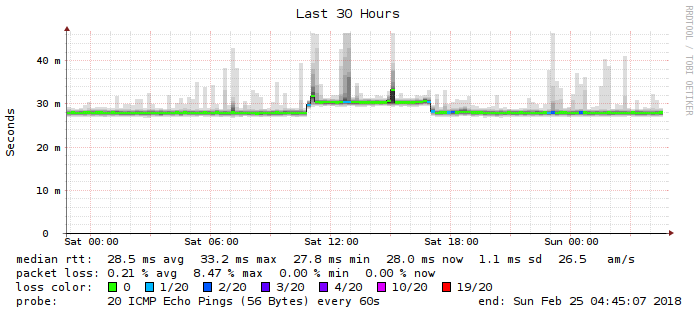 Last 30 Hours
RRDTOOL / TOBI OETIKER
Seconds
40 m
30 m
20 m
10 m
0
Sat 00:00 Sat 06:00 Sat 12:00 Sat 18:00 Sun 00:00
median rtt: 28.5 ms avg 33.2 ms max 27.8 ms min 28.0 ms now 1.1 ms sd 26.5 am/s
packet loss: 0.21 % avg 8.47 % max 0.00 % min 0.00 % now
loss color: 0 1/20 2/20 3/20 4/20 10/20 19/20
probe: 20 ICMP Echo Pings (56 Bytes) every 60s end: Sun Feb 25 04:45:07 2018